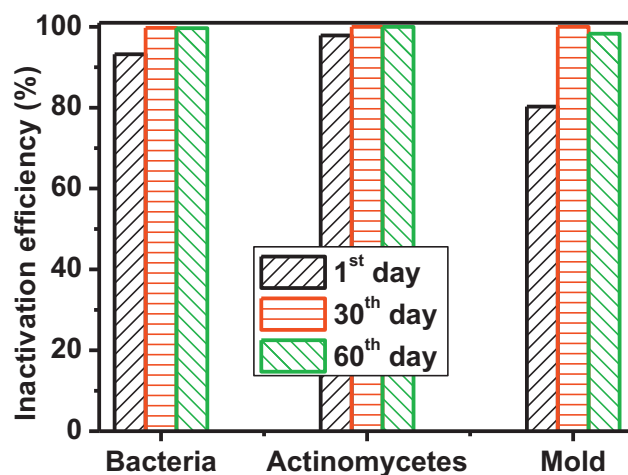 Inactivation efficiency (%)
100
80
60
40
20
0
1st day
30th day
60th day
Bacteria Actinomycetes Mold